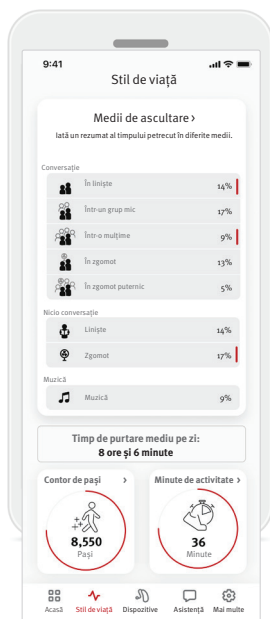 9:41
Stil de viață
Medii de ascultare ›
Iată un rezumat al timpului petrecut în diferite medii.
Conversație
În liniște 14%
Într-un grup mic 17%
Într-o mulțime 9%
În zgomot 13%
În zgomot puternic 5%
Nicio conversație
Liniște 14%
Zgomot 17%
Muzică
Muzică 9%
Timp de purtare mediu pe zi:
8 ore și 6 minute
Contor de pași › Minute de activitate ›
8,550 36
Pași Minute
Acasă Stil de viață Dispozitive Asistență Mai multe